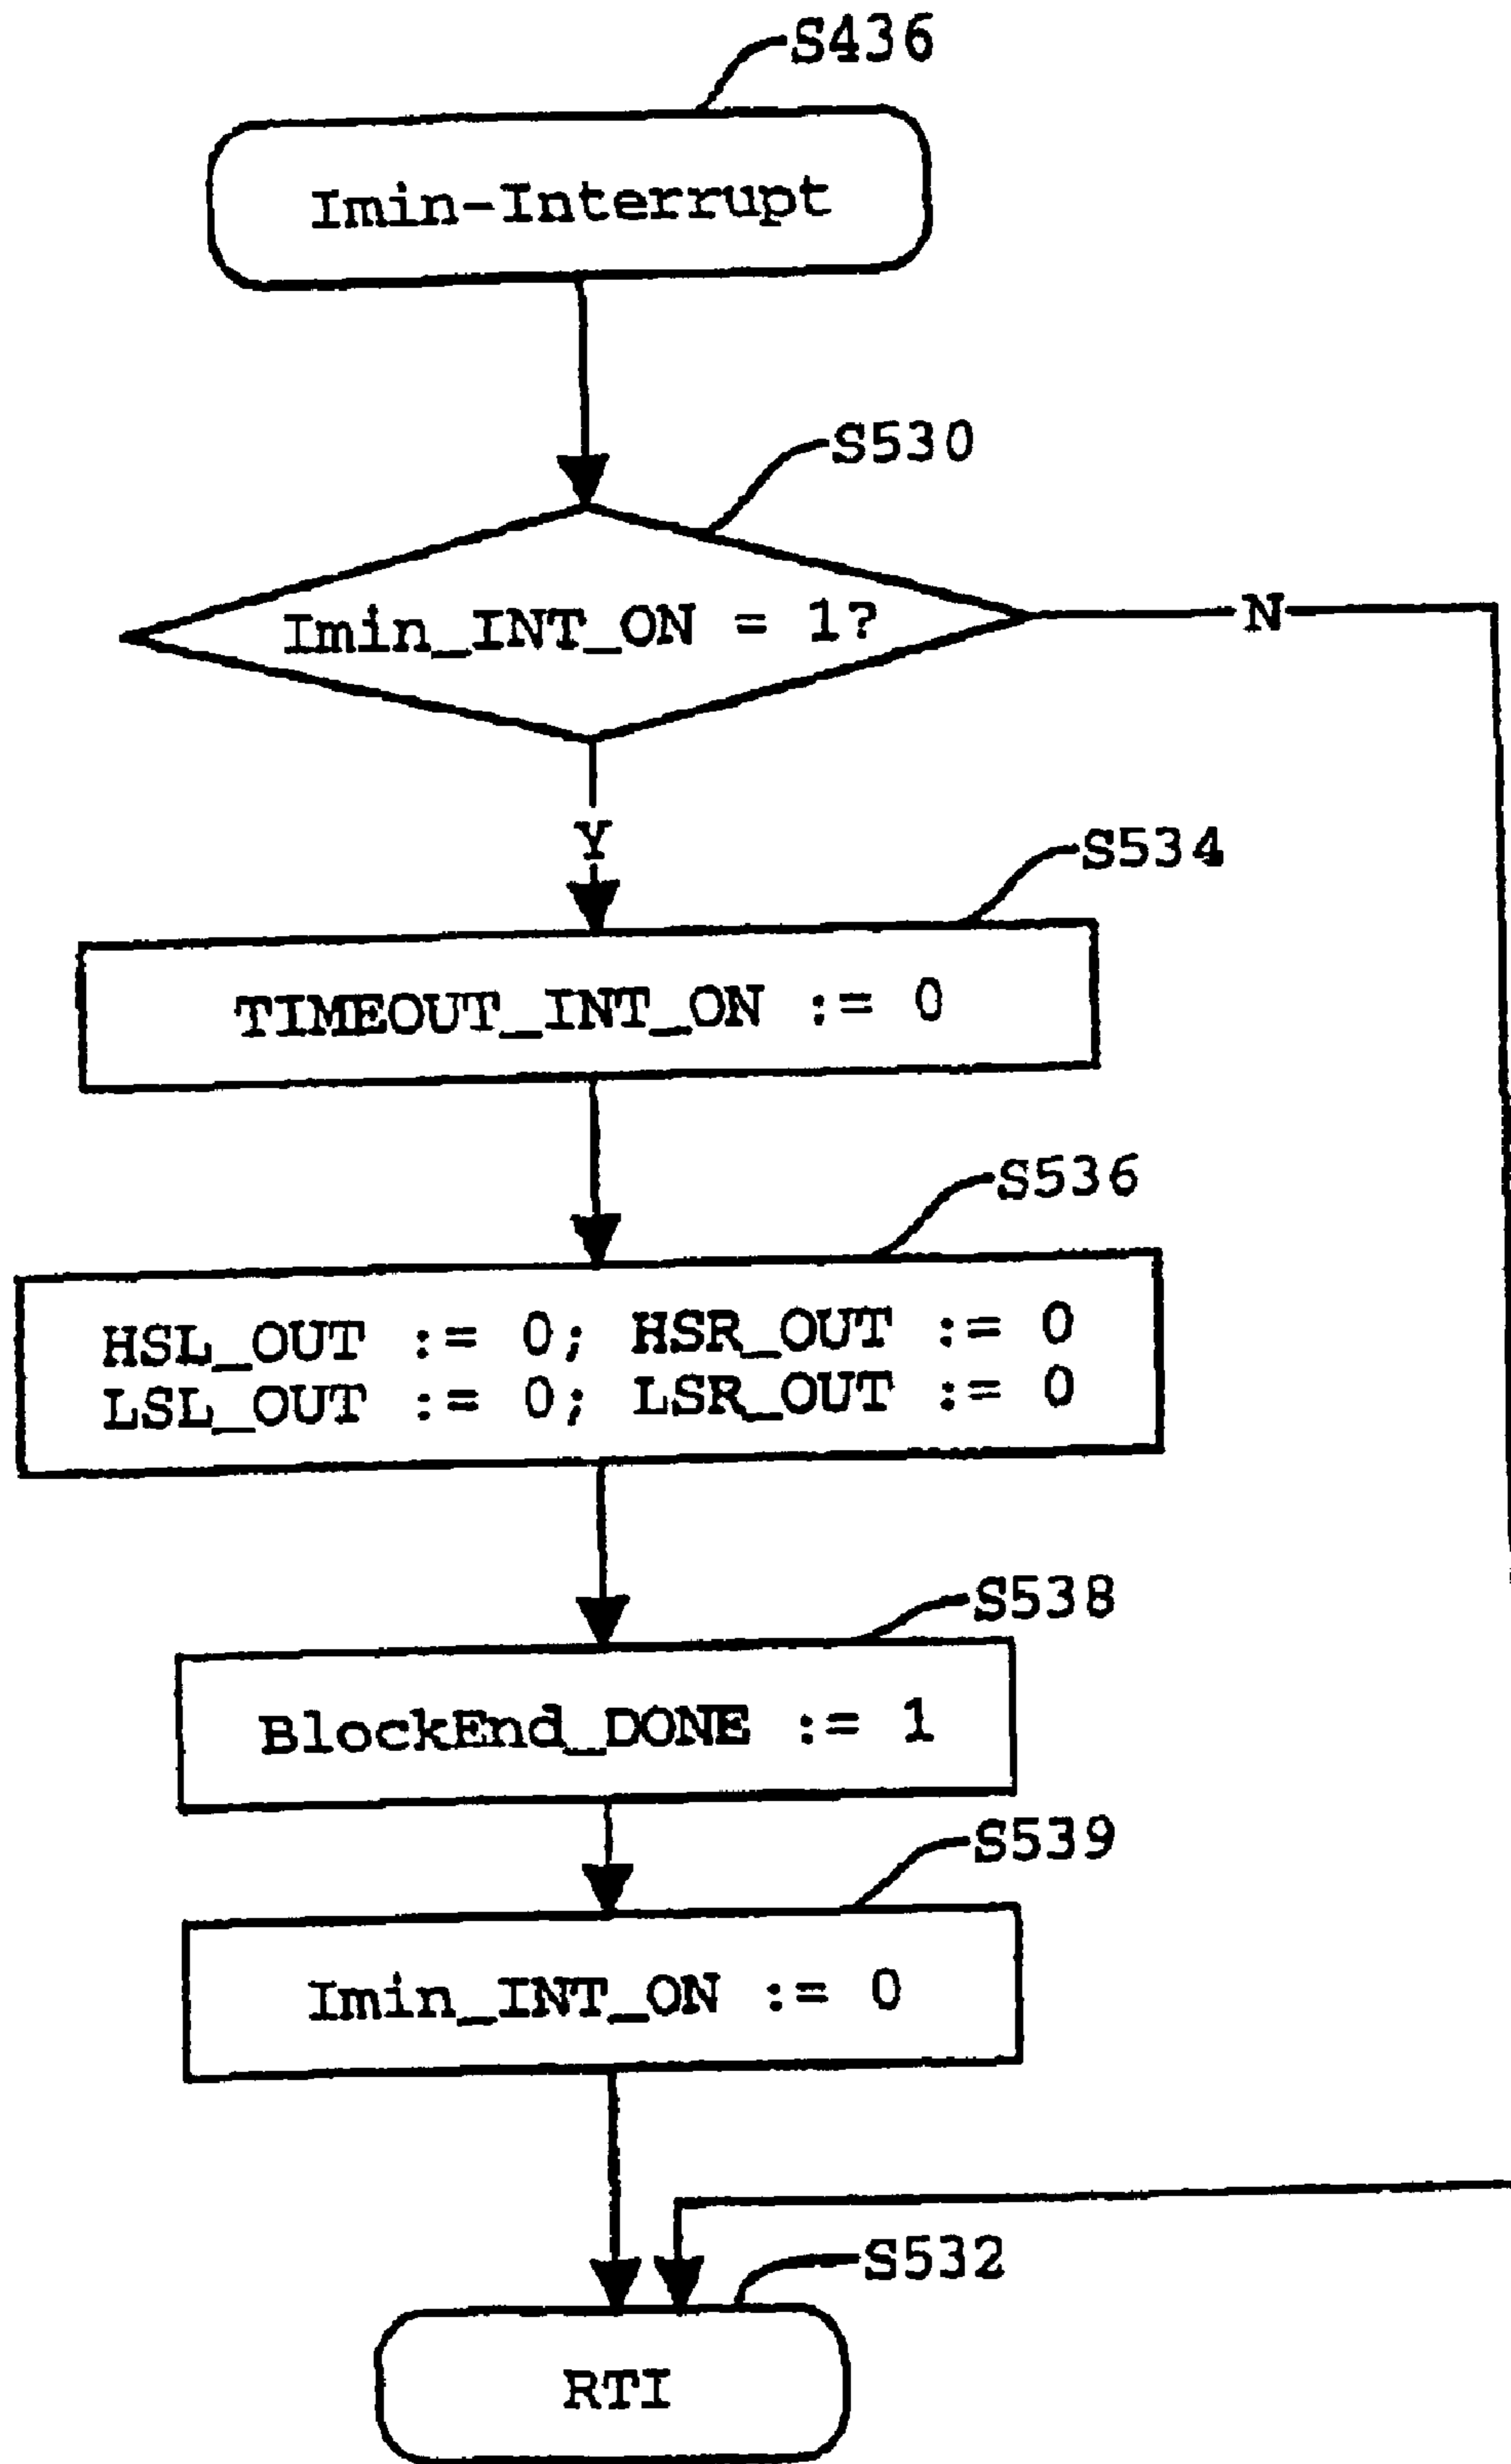 S436
Imin-Interrupt
S530
Imin_INT_ON = 1?
N
Y
S534
TIMEOUT_INT_ON := 0
S536
HSL_OUT := 0; HSR_OUT := 0
LSL_OUT := 0; LSR_OUT := 0
S538
BlockEnd_DONE := 1
S539
Imin_INT_ON := 0
S532
RTI